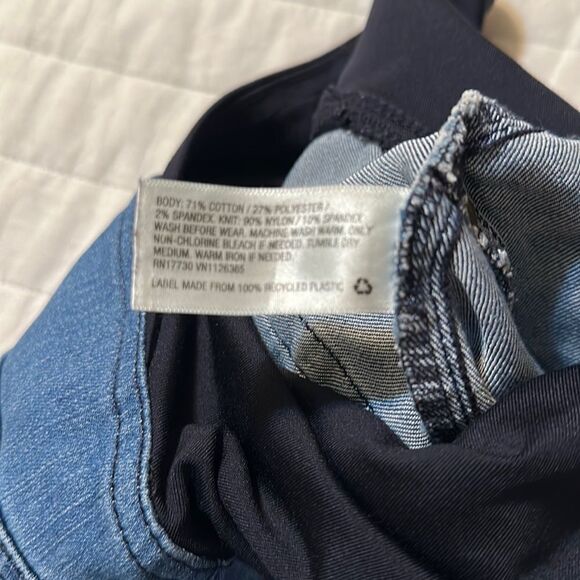 BODY: 71% COTTON / 27% POLYESTER /
2% SPANDEX. KNIT: 90% NYLON / 10% SPANDEX.
WASH BEFORE WEAR. MACHINE WASH WARM. ONLY
NON-CHLORINE BLEACH IF NEEDED. TUMBLE DRY
MEDIUM. WARM IRON IF NEEDED.
RN17730 VN1126385
LABEL MADE FROM 100% RECYCLED PLASTIC